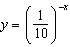 y = (1/10)^{-x}